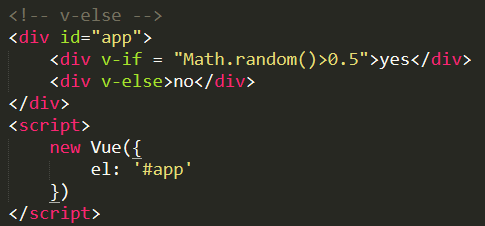 <!-- v-else -->
<div id="app">
    <div v-if = "Math.random()>0.5">yes</div>
    <div v-else>no</div>
</div>
<script>
    new Vue({
        el: '#app'
    })
</script>